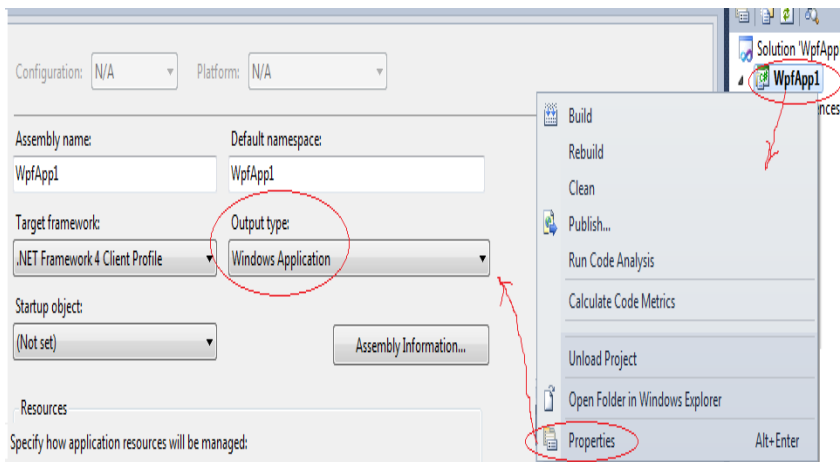 Configuration: N/A Platform: N/A
Assembly name: Default namespace:
WpfApp1 WpfApp1
Target framework: Output type:
.NET Framework 4 Client Profile Windows Application
Startup object:
(Not set) Assembly Information...
Resources
Specify how application resources will be managed:
Solution 'WpfApp
WpfApp1
ences
Build
Rebuild
Clean
Publish...
Run Code Analysis
Calculate Code Metrics
Unload Project
Open Folder in Windows Explorer
Properties Alt+Enter